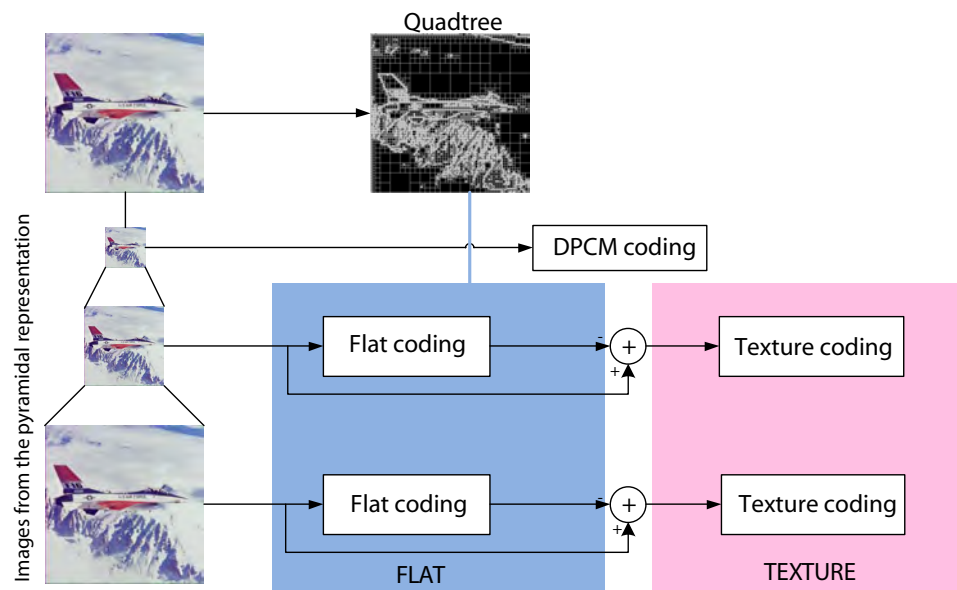 Quadtree
Images from the pyramidal representation
DPCM coding
Flat coding
-
+
+
Texture coding
Flat coding
-
+
+
Texture coding
FLAT
TEXTURE